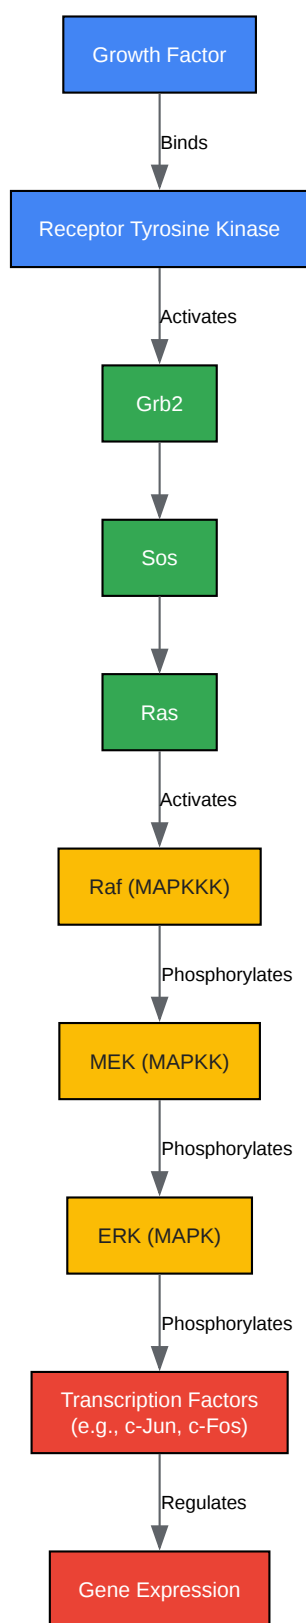 Growth Factor
Binds
Receptor Tyrosine Kinase
Activates
Grb2
Sos
Ras
Activates
Raf (MAPKKK)
Phosphorylates
MEK (MAPKK)
Phosphorylates
ERK (MAPK)
Phosphorylates
Transcription Factors
(e.g., c-Jun, c-Fos)
Regulates
Gene Expression